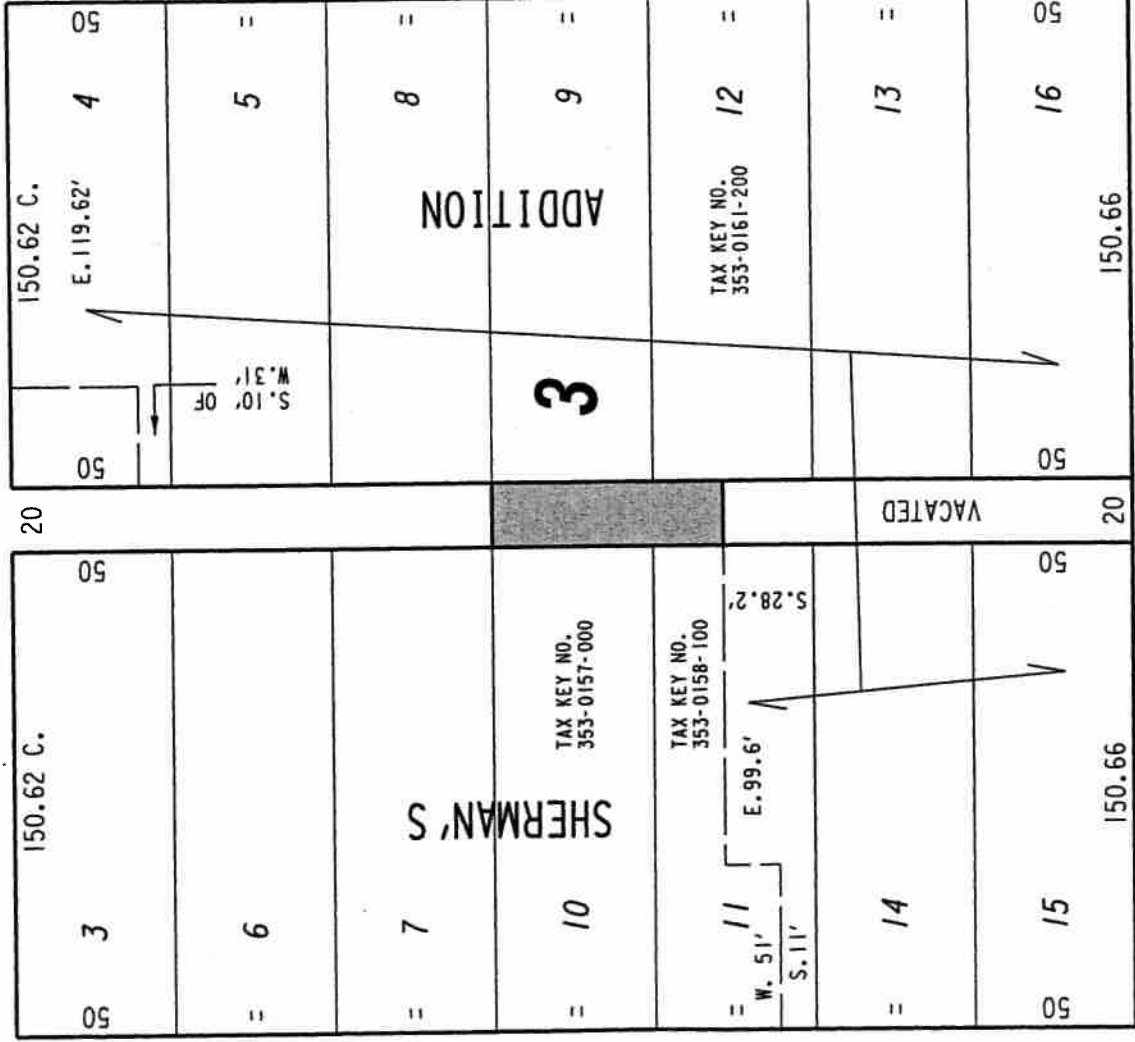 150.62 C.
20
150.62 C.
50
3
50
50
4
50
E.119.62'
S.10' OF
W.31'
"
6
5
"
"
7
8
"
SHERMAN'S
ADDITION
"
10
TAX KEY NO.
353-0157-000
3
9
"
"
11
W. 51'
S.11'
TAX KEY NO.
353-0158-100
E.99.6'
S.28.2'
TAX KEY NO.
353-0161-200
12
"
"
14
VACATED
13
"
50
15
50
50
16
50
150.66
20
150.66